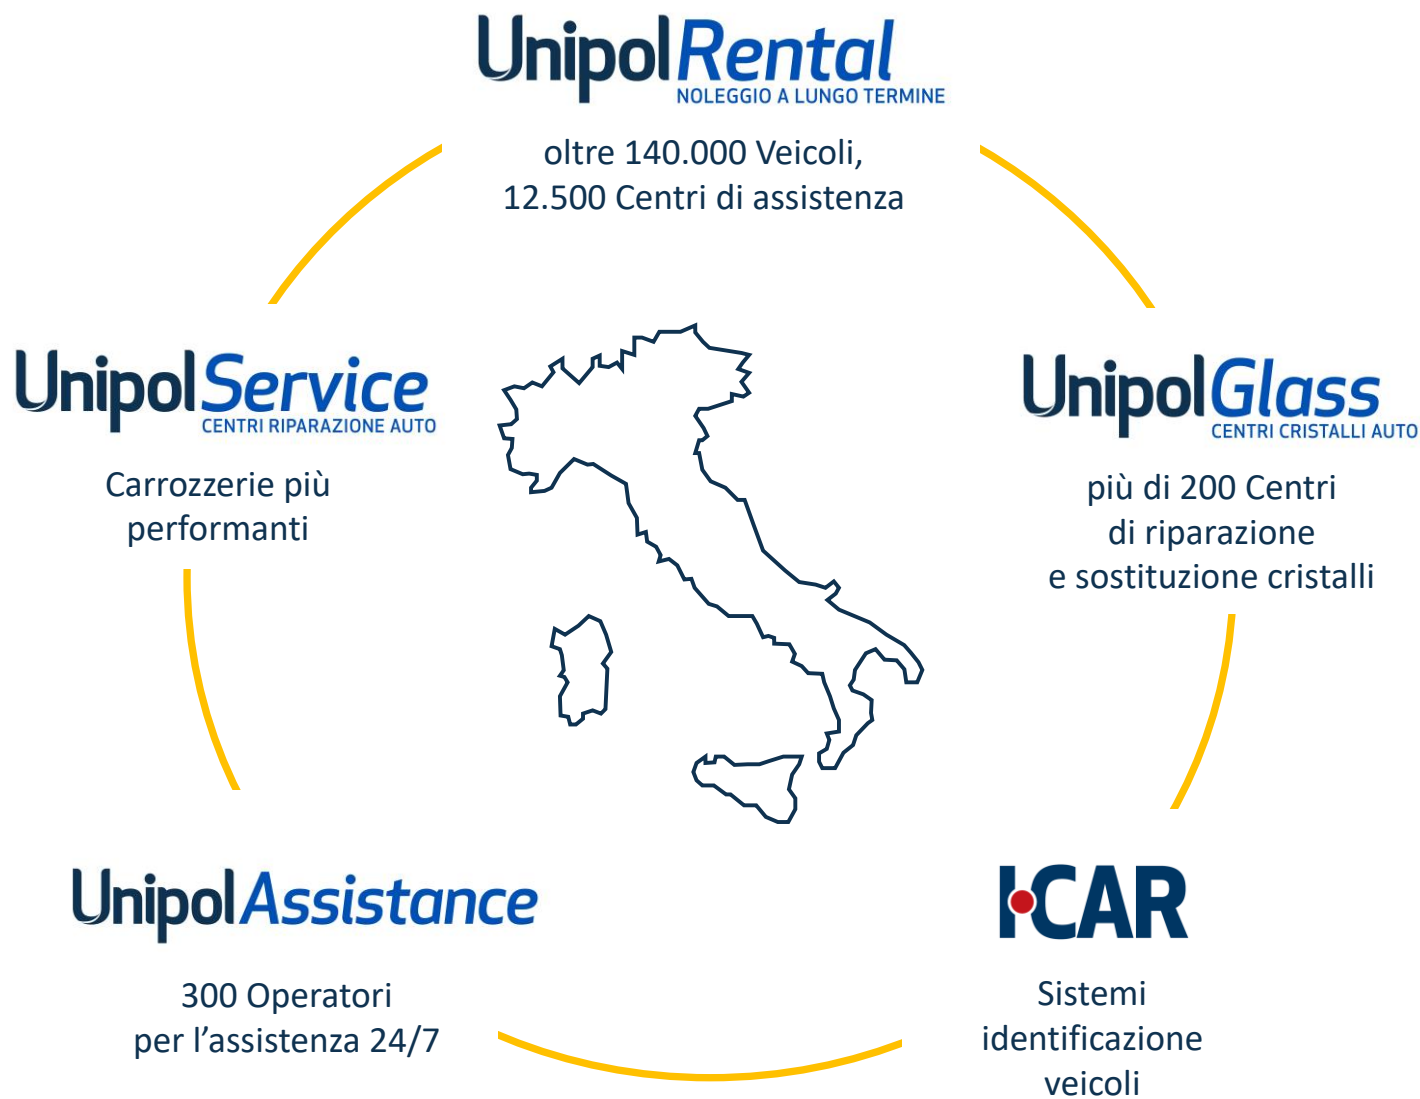 UnipolRental
NOLEGGIO A LUNGO TERMINE
oltre 140.000 Veicoli,
12.500 Centri di assistenza
UnipolService
CENTRI RIPARAZIONE AUTO
Carrozzerie più
performanti
UnipolGlass
CENTRI CRISTALLI AUTO
più di 200 Centri
di riparazione
e sostituzione cristalli
UnipolAssistance
300 Operatori
per l’assistenza 24/7
I•CAR
Sistemi
identificazione
veicoli